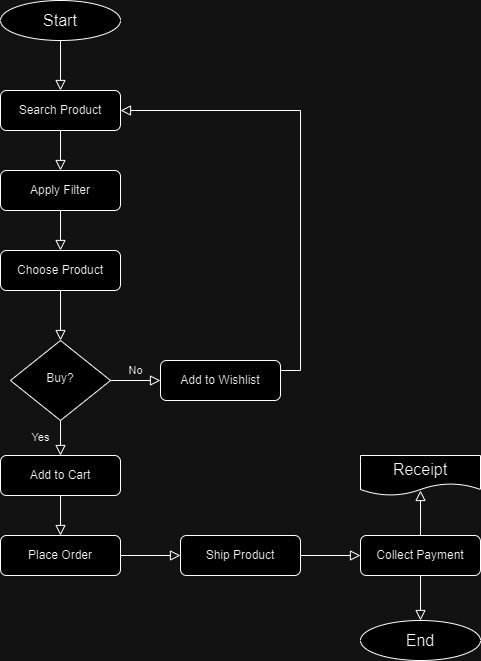 Start
Search Product
Apply Filter
Choose Product
Buy?
No
Add to Wishlist
Yes
Add to Cart
Receipt
Place Order
Ship Product
Collect Payment
End